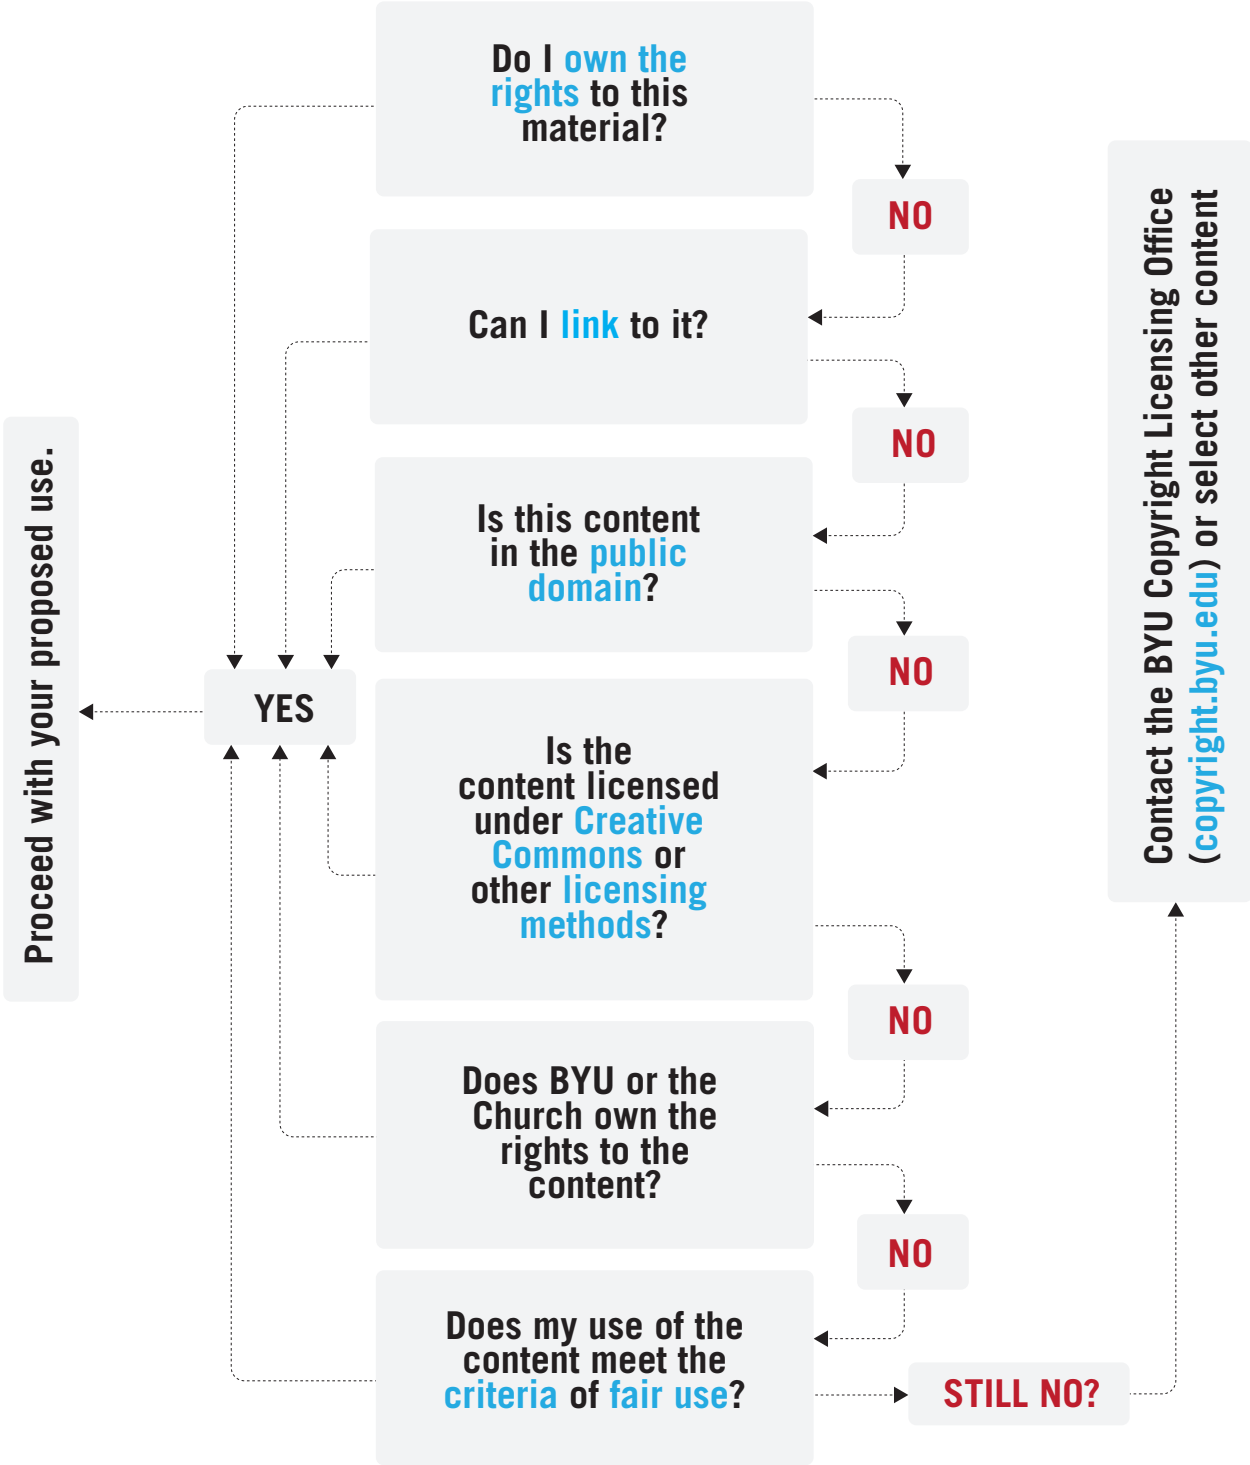 Do I own the
rights to this
material?
NO
Can I link to it?
NO
Is this content
in the public
domain?
NO
YES
Proceed with your proposed use.
Is the
content licensed
under Creative
Commons or
other licensing
methods?
NO
Does BYU or the
Church own the
rights to the
content?
NO
Does my use of the
content meet the
criteria of fair use?
STILL NO?
Contact the BYU Copyright Licensing Office
(copyright.byu.edu) or select other content